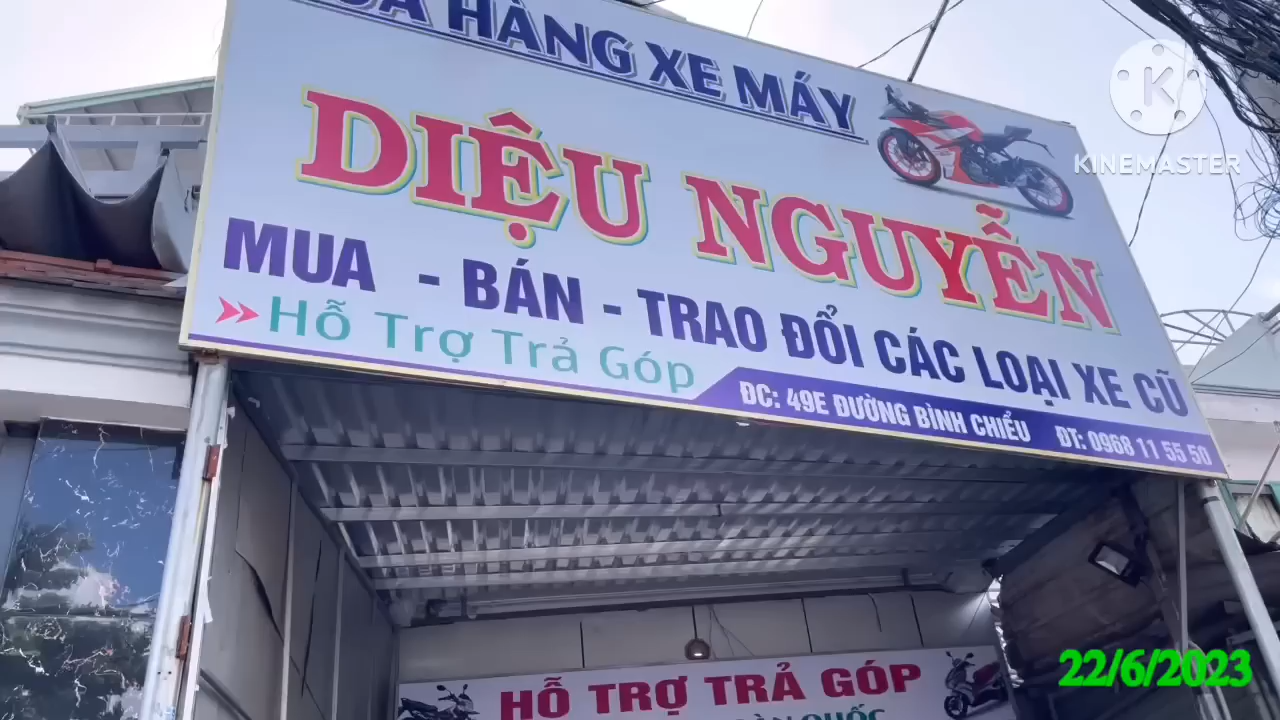 HÀNG XE MÁY
DIỆU NGUYỄN
MUA - BÁN - TRAO ĐỔI CÁC LOẠI XE CŨ
Hỗ Trợ Trả Góp
ĐC: 49E ĐƯỜNG BÌNH CHIỂU ĐT: 0968 11 55 50
HỖ TRỢ TRẢ GÓP
QUỐC
K
KINEMASTER
22/6/2023